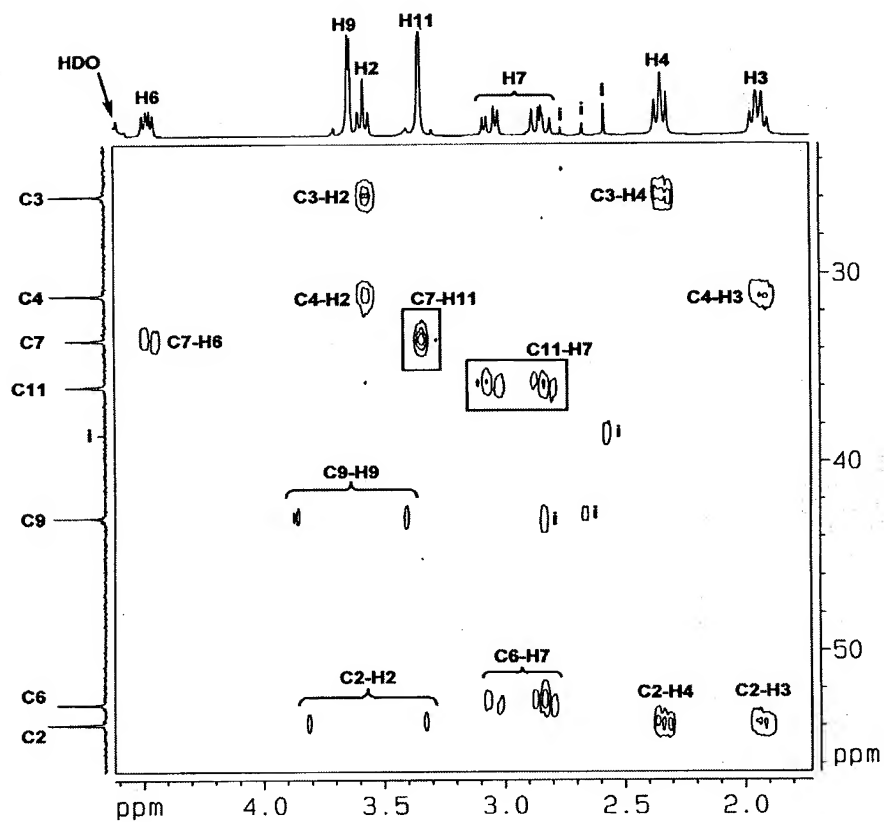 H9
H11
HDO
H2
H7
H4
H6
H3
i
i
i
C3
C3-H2
C3-H4
30
C4
C4-H2
C7-H11
C4-H3
C7
C7-H6
C11-H7
C11
i
i
40
C9-H9
C9
i
i
50
C6-H7
C2-H2
C2-H4
C2-H3
C6
C2
ppm
ppm
4.0
3.5
3.0
2.5
2.0